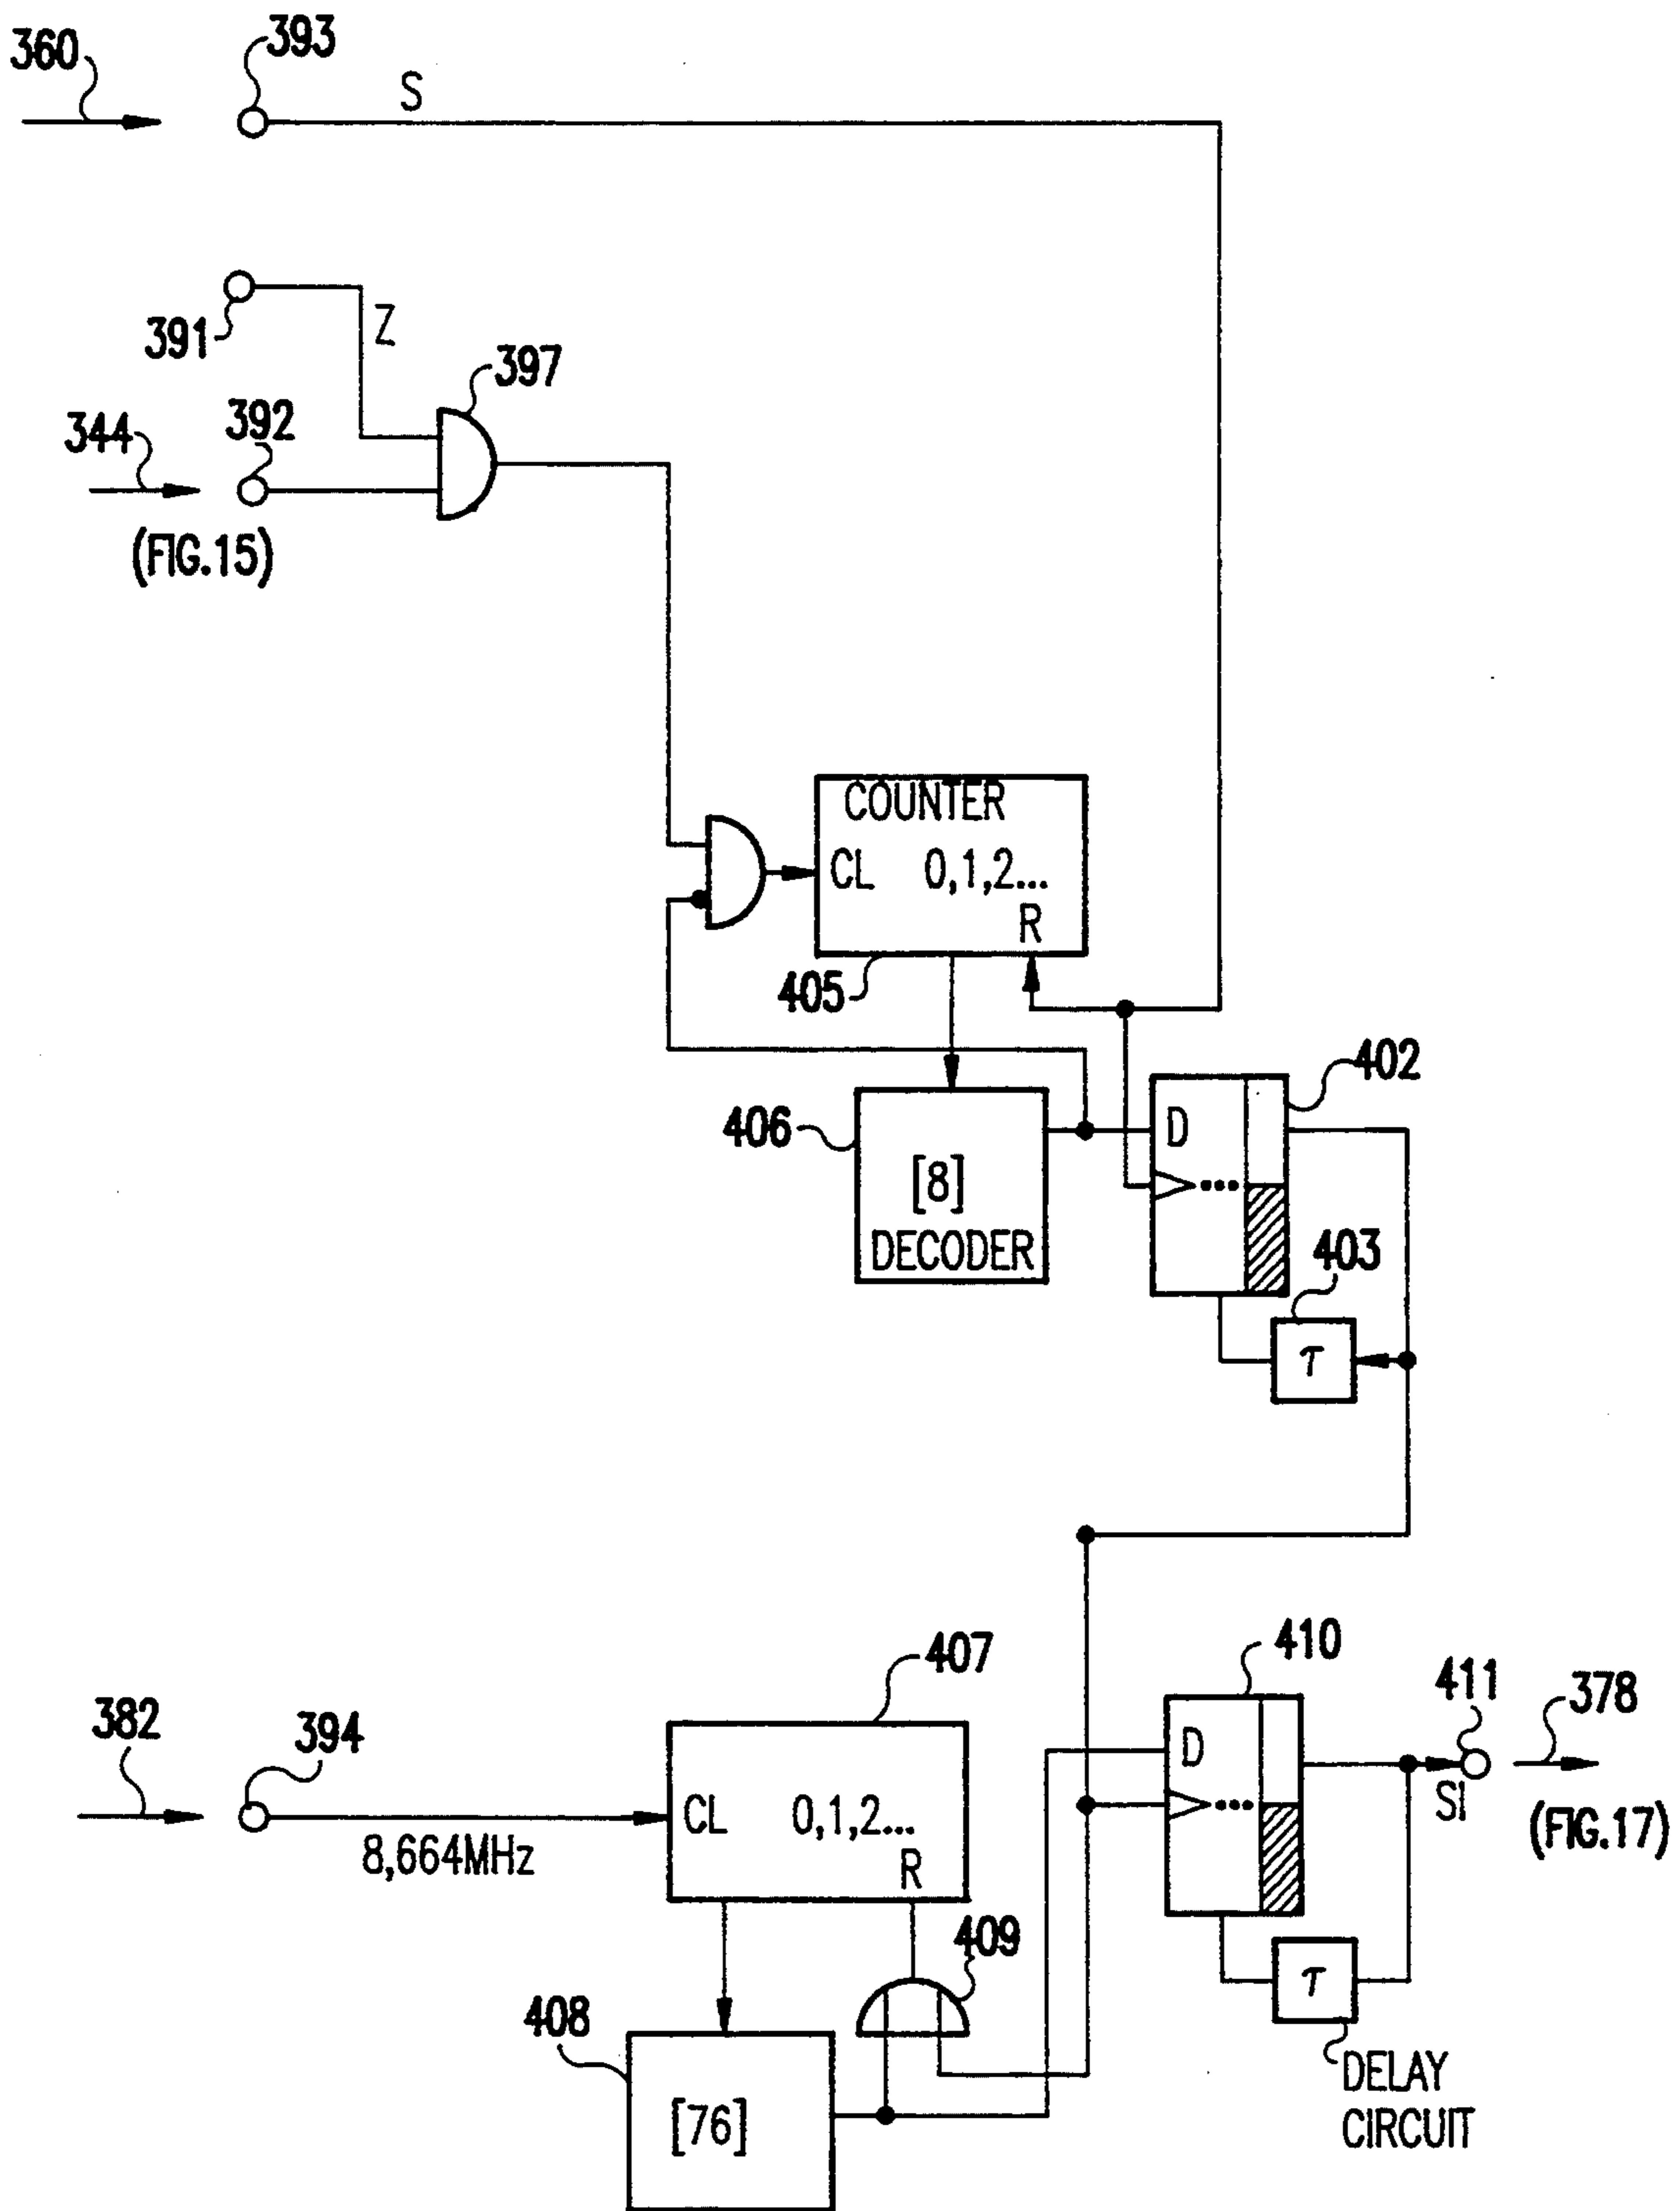 360
393
S
391
Z
397
344
392
(FIG.15)
COUNTER
CL 0,1,2...
R
405
402
406
D
[8]
DECODER
403
τ
407
410
411
378
382
394
D
CL 0,1,2...
SI
8,664MHz
(FIG.17)
R
409
τ
408
DELAY
CIRCUIT
[76]